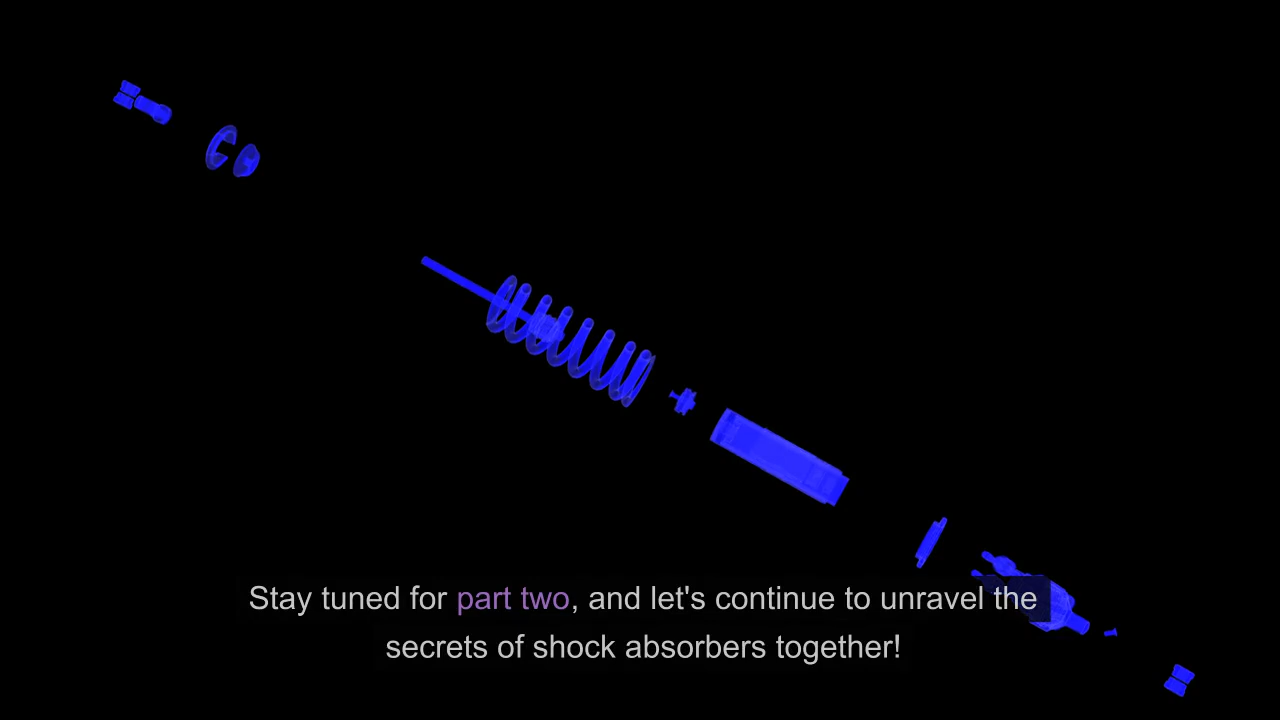 Stay tuned for part two, and let's continue to unravel the
secrets of shock absorbers together!